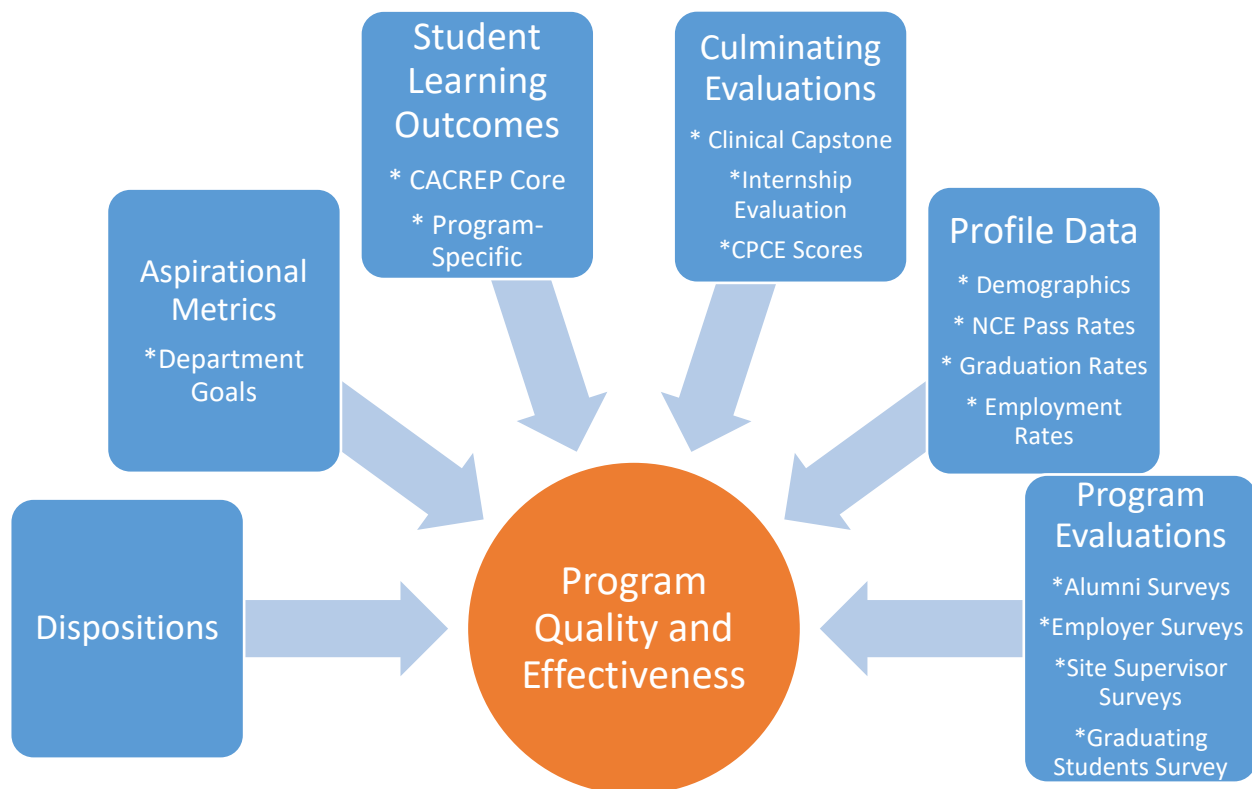 Student
Learning
Outcomes
* CACREP Core
* Program-
Specific
Culminating
Evaluations
* Clinical Capstone
*Internship
Evaluation
*CPCE Scores
Aspirational
Metrics
*Department
Goals
Profile Data
* Demographics
* NCE Pass Rates
* Graduation Rates
* Employment
Rates
Dispositions
Program
Quality and
Effectiveness
Program
Evaluations
*Alumni Surveys
*Employer Surveys
*Site Supervisor
Surveys
*Graduating
Students Survey